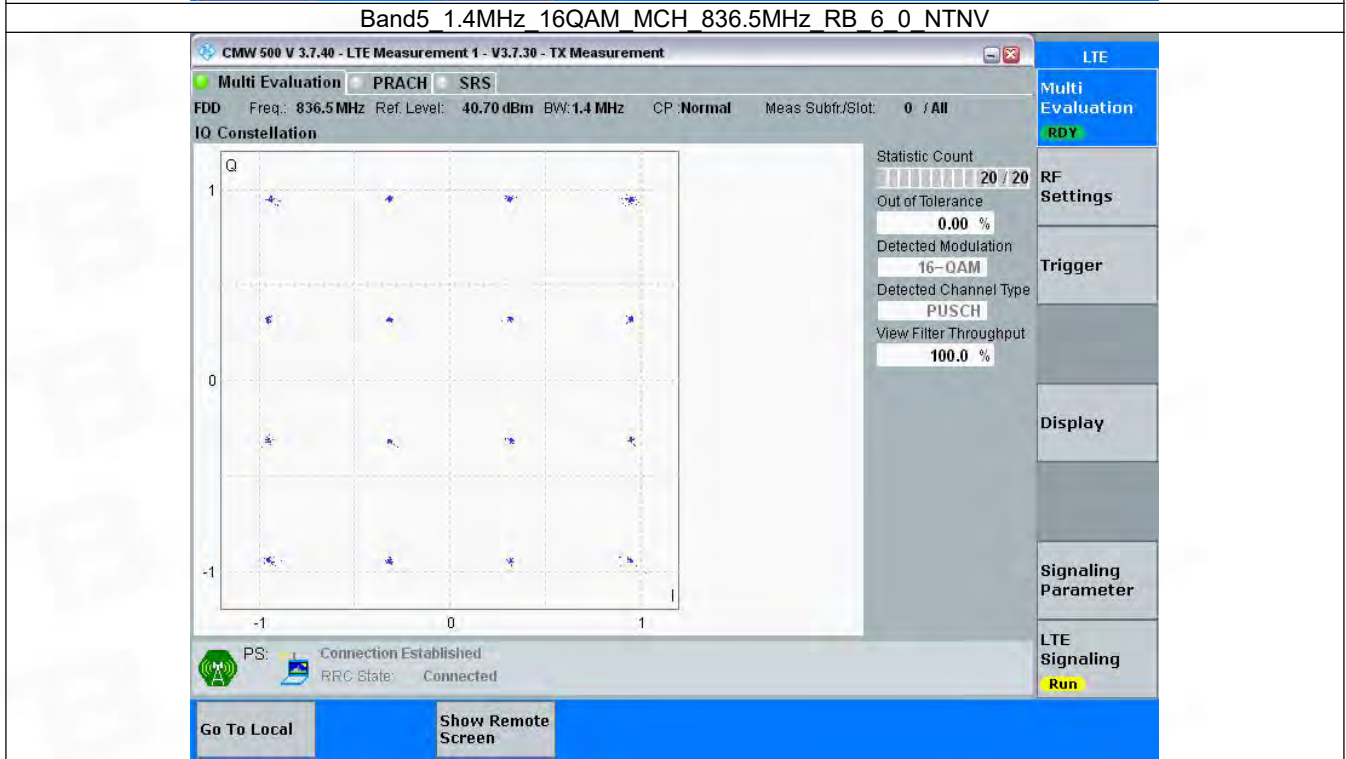 Band5_1.4MHz_16QAM_MCH_836.5MHz_RB_6_0_NTNV
CMW 500 V 3.7.40 - LTE Measurement 1 - V3.7.30 - TX Measurement
LTE
Multi Evaluation PRACH SRS
Multi
Evaluation
RDY
FDD Freq.: 836.5 MHz Ref. Level: 40.70 dBm BW: 1.4 MHz CP :Normal Meas Subfr./Slot: 0 / All
IQ Constellation
Q
1
0
-1
-1 0 1
I
Statistic Count
20 / 20
Out of Tolerance
0.00 %
Detected Modulation
16-QAM
Detected Channel Type
PUSCH
View Filter Throughput
100.0 %
RF
Settings
Trigger
Display
Signaling
Parameter
LTE
Signaling
Run
PS: Connection Established
RRC State: Connected
Go To Local
Show Remote
Screen